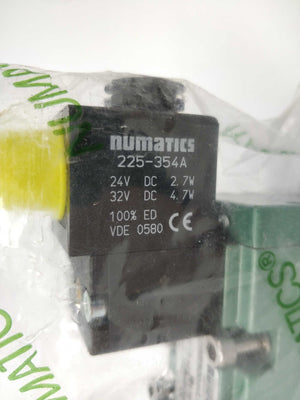 numatics
225-354A
24V DC 2.7W
32V DC 4.7W
100% ED
VDE 0580 CE